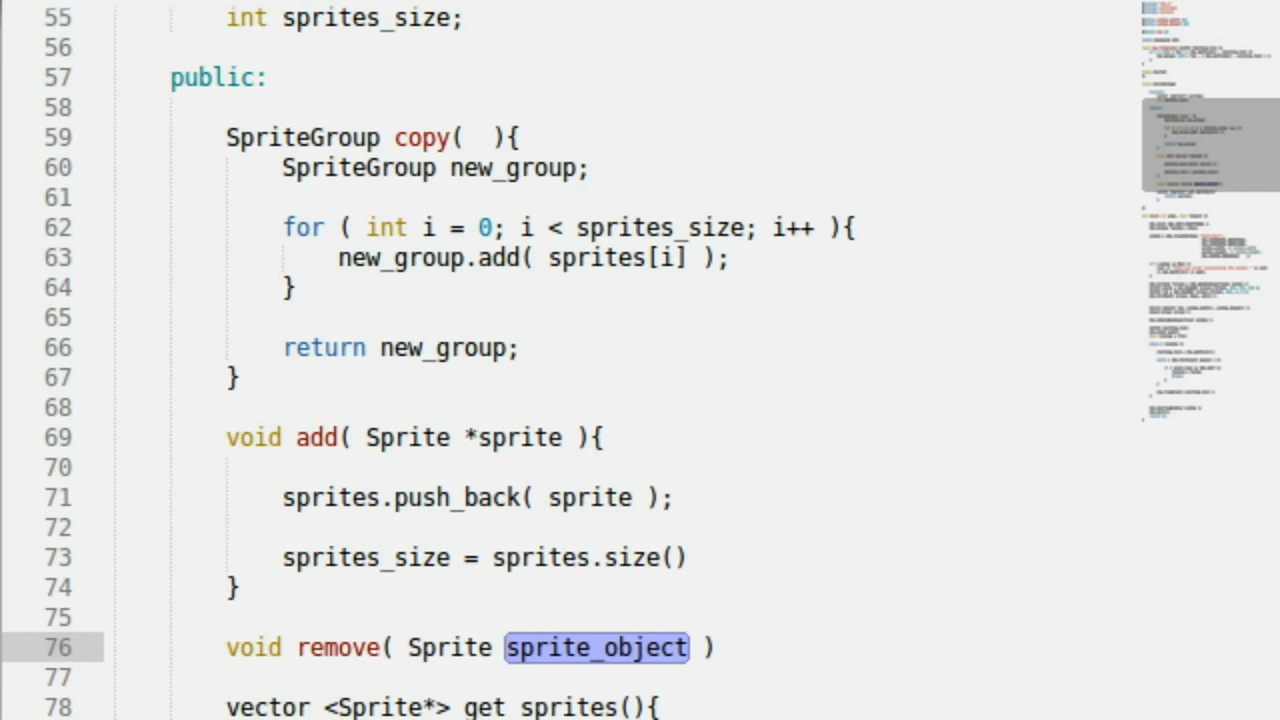 55 int sprites_size;
56
57 public:
58
59 SpriteGroup copy(  ){
60 SpriteGroup new_group;
61
62 for ( int i = 0; i < sprites_size; i++ ){
63 new_group.add( sprites[i] );
64 }
65
66 return new_group;
67 }
68
69 void add( Sprite *sprite ){
70
71 sprites.push_back( sprite );
72
73 sprites_size = sprites.size()
74 }
75
76 void remove( Sprite sprite_object )
77
78 vector <Sprite*> get_sprites(){